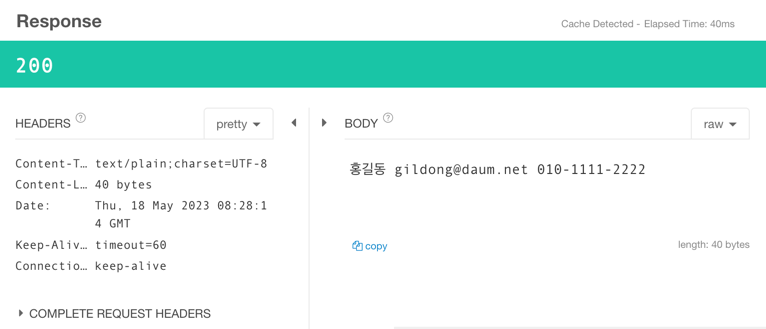 Response
Cache Detected - Elapsed Time: 40ms
200
HEADERS ?
pretty
Content-T… text/plain;charset=UTF-8
Content-L… 40 bytes
Date: Thu, 18 May 2023 08:28:1
4 GMT
Keep-Aliv… timeout=60
Connectio… keep-alive
COMPLETE REQUEST HEADERS
BODY ?
raw
홍길동 gildong@daum.net 010-1111-2222
copy
length: 40 bytes